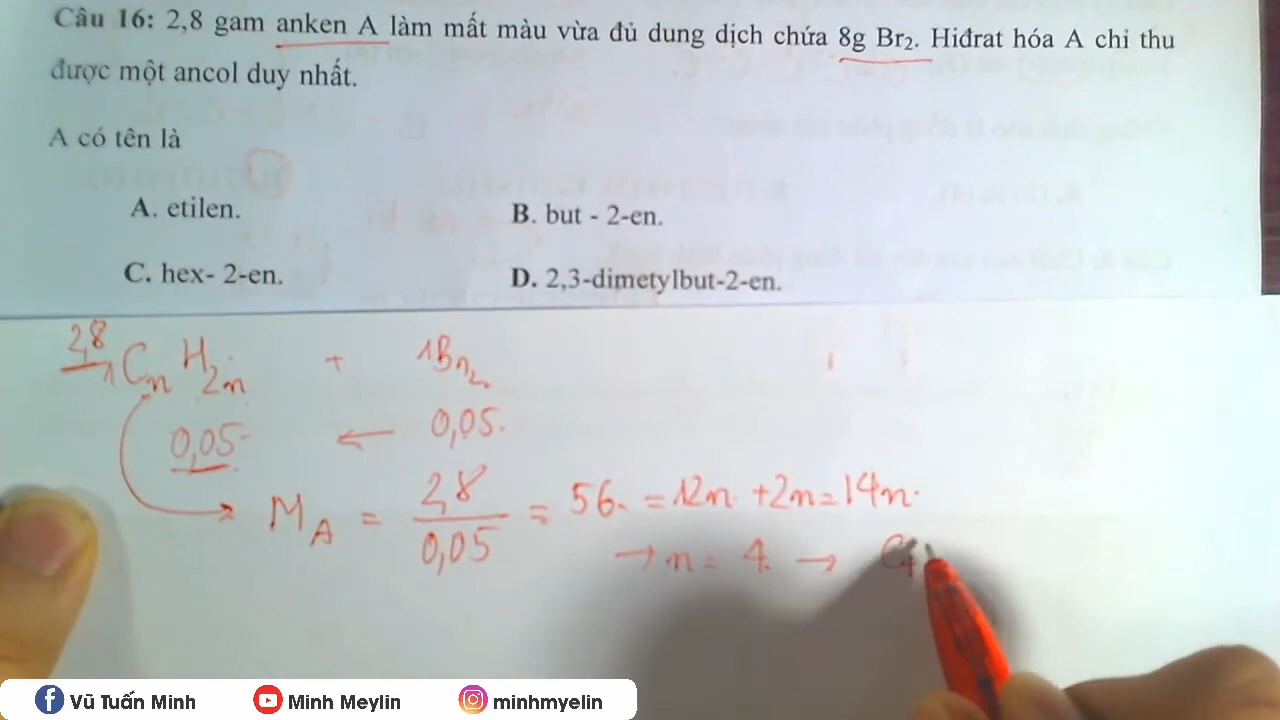 Câu 16: 2,8 gam anken A làm mất màu vừa đủ dung dịch chứa 8g Br₂. Hiđrat hóa A chỉ thu
được một ancol duy nhất.
A có tên là
A. etilen.
B. but - 2-en.
C. hex- 2-en.
D. 2,3-dimetylbut-2-en.
2,8
1CₙH₂ₙ + 1Br₂
0,05 ← 0,05
→ M_A = 2,8/0,05 = 56 = 12n + 2n = 14n
→ n = 4 → C₄
Vũ Tuấn Minh Minh Meylin minhmyelin